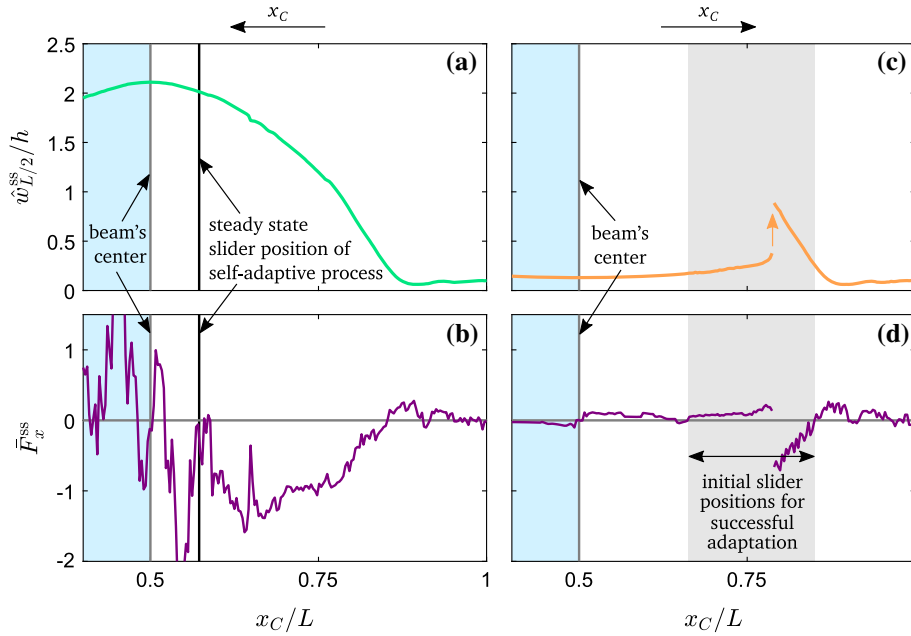 x_C
x_C
2.5
2
1.5
1
0.5
0
ŵ^ss_{L/2}/h
(a)
beam's
center
steady state
slider position of
self-adaptive process
(c)
beam's
center
1
0
-1
-2
F̄_x^ss
(b)
(d)
initial slider
positions for
successful
adaptation
0.5
0.75
1
0.5
0.75
x_C/L
x_C/L